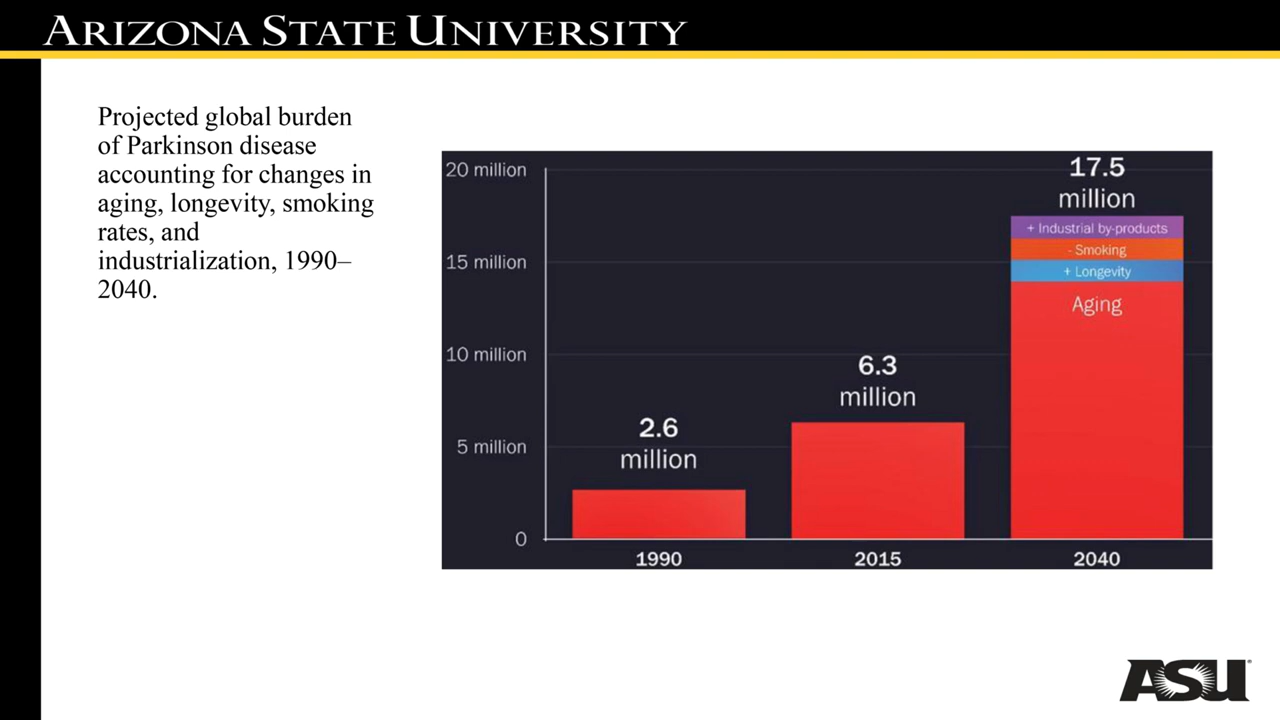 ARIZONA STATE UNIVERSITY
Projected global burden
of Parkinson disease
accounting for changes in
aging, longevity, smoking
rates, and
industrialization, 1990–
2040.
20 million
15 million
10 million
5 million
0
2.6
million
6.3
million
17.5
million
+ Industrial by-products
- Smoking
+ Longevity
Aging
1990
2015
2040
ASU